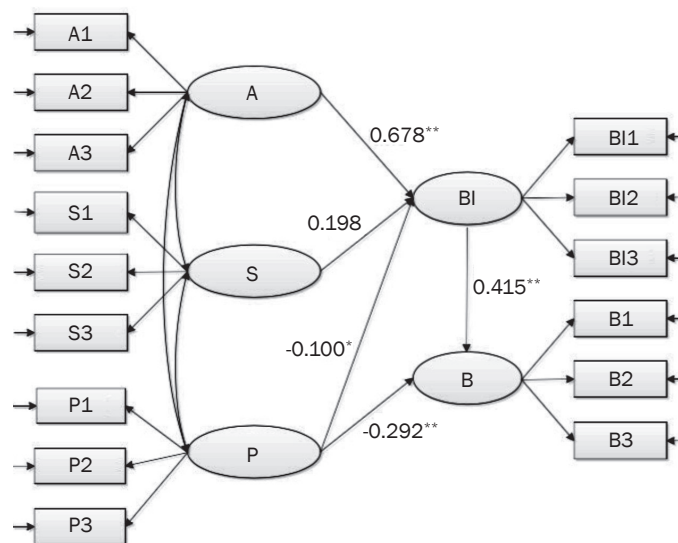 A1
A2
A3
S1
S2
S3
P1
P2
P3
A
S
P
0.678**
0.198
-0.100*
-0.292**
BI
0.415**
B
BI1
BI2
BI3
B1
B2
B3